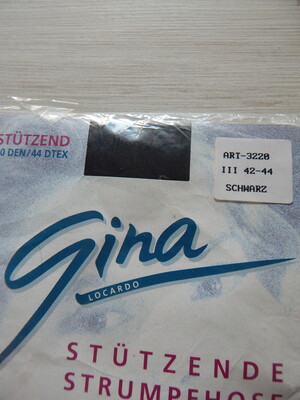 STÜTZEND
0 DEN/44 DTEX
ART-3220
III 42-44
SCHWARZ
Gina
LOCARDO
STÜTZENDE
STRUMPFHOSE